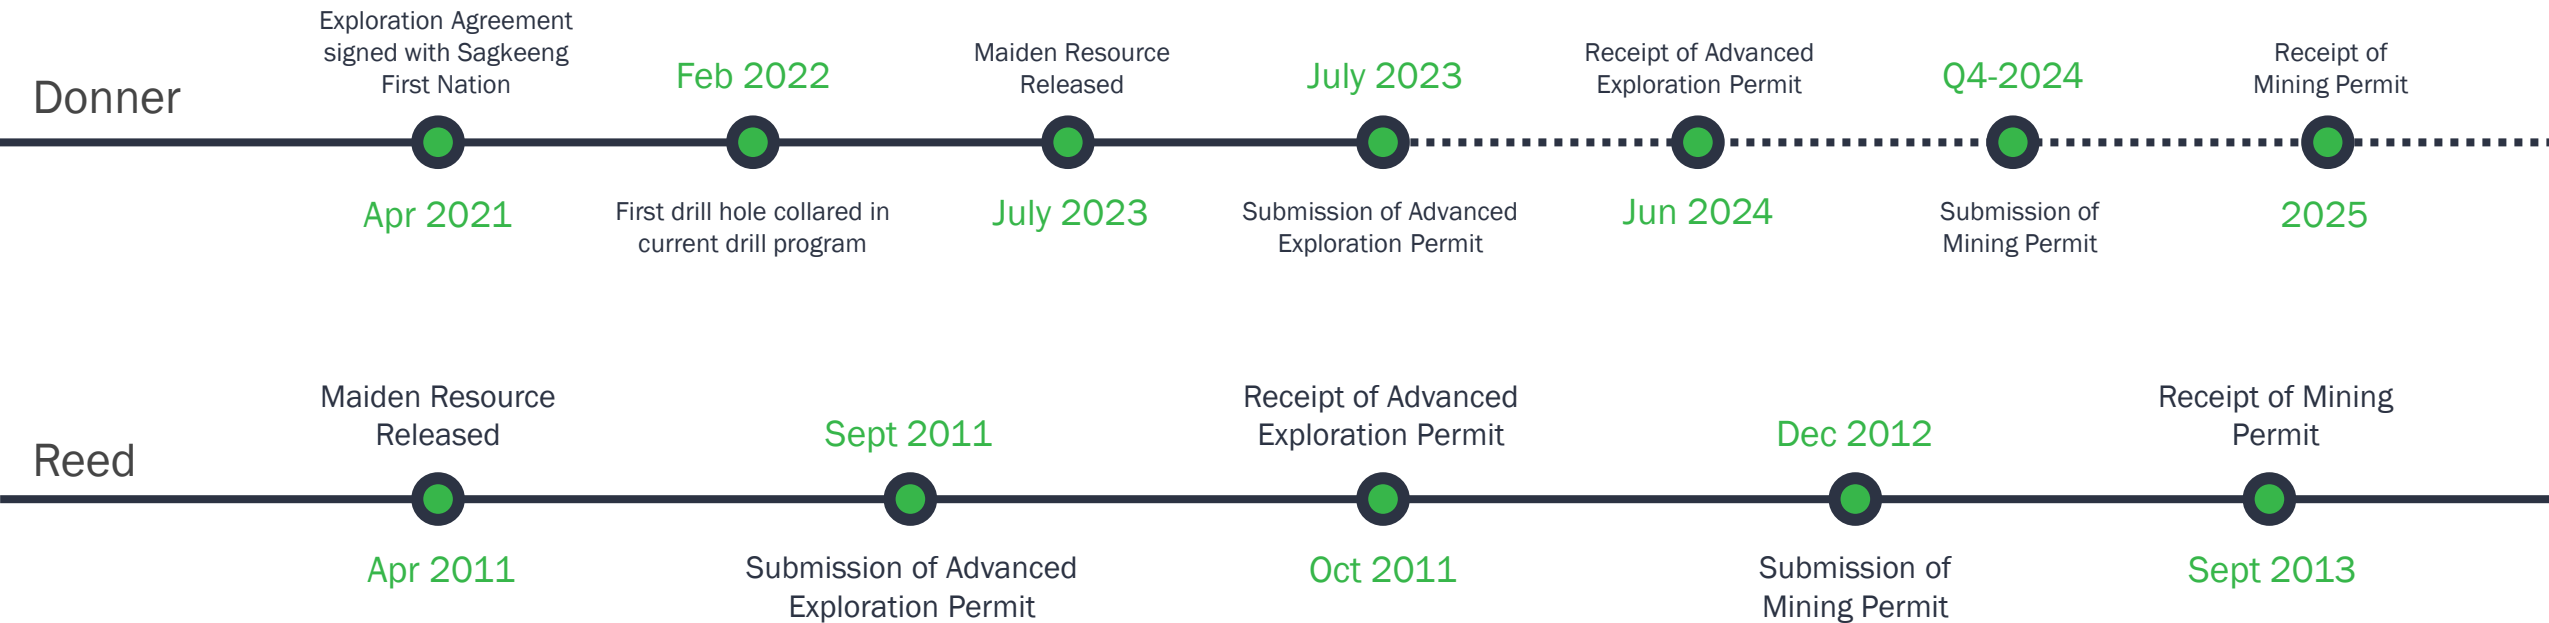 Donner
Exploration Agreement
signed with Sagkeeng
First Nation
Apr 2021
Feb 2022
First drill hole collared in
current drill program
Maiden Resource
Released
July 2023
July 2023
Submission of Advanced
Exploration Permit
Receipt of Advanced
Exploration Permit
Jun 2024
Q4-2024
Submission of
Mining Permit
Receipt of
Mining Permit
2025
Reed
Maiden Resource
Released
Apr 2011
Sept 2011
Submission of Advanced
Exploration Permit
Receipt of Advanced
Exploration Permit
Oct 2011
Dec 2012
Submission of
Mining Permit
Receipt of Mining
Permit
Sept 2013